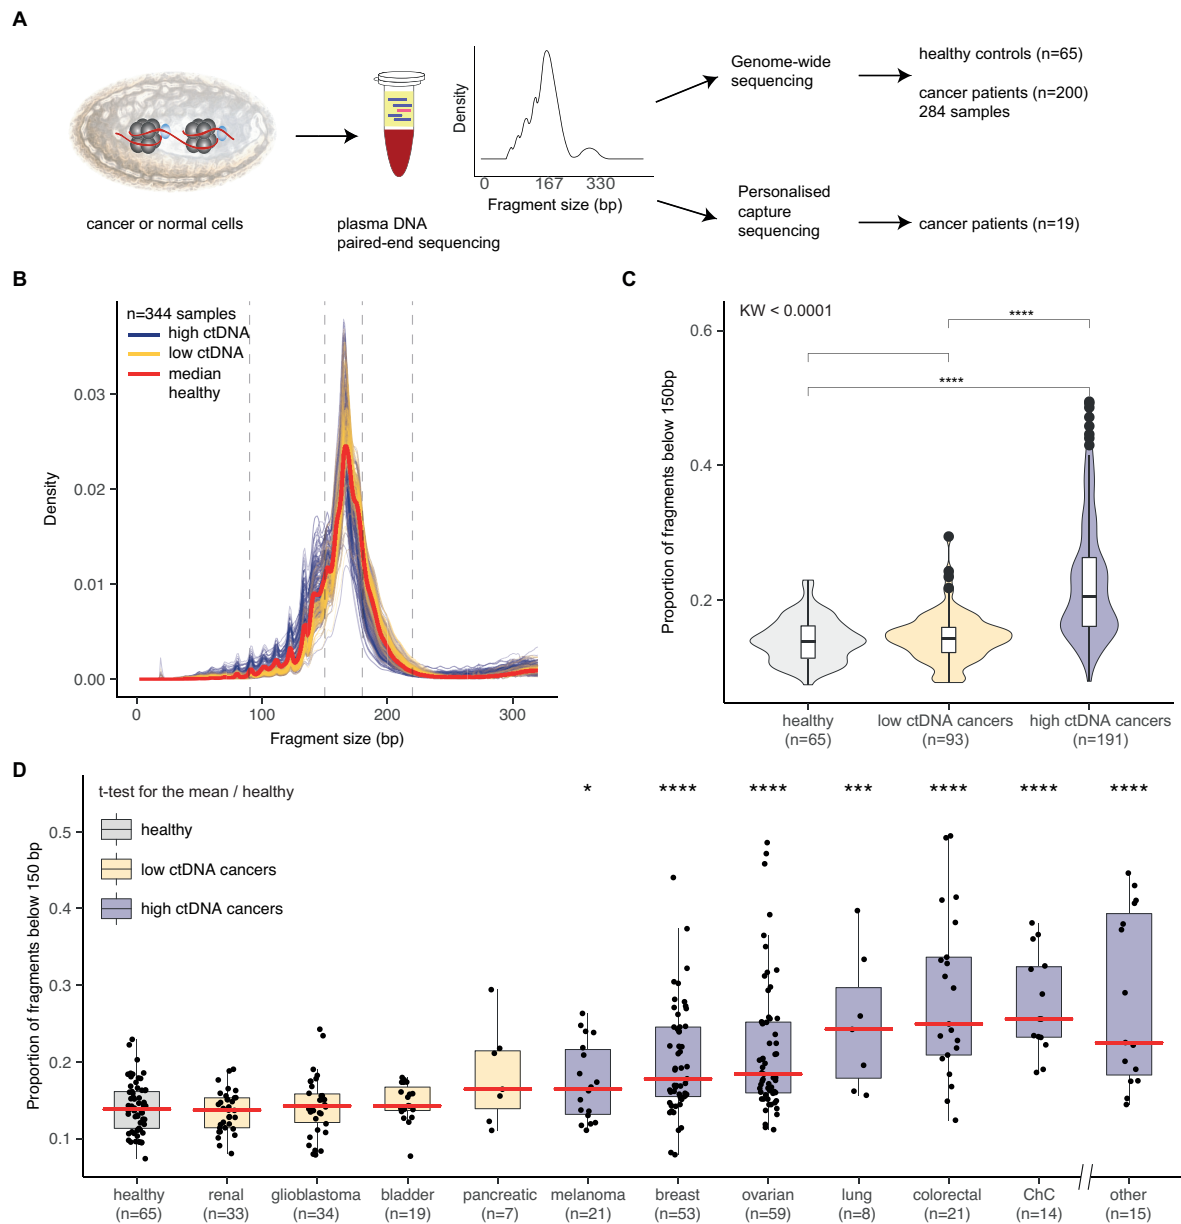 A
cancer or normal cells
plasma DNA
paired-end sequencing
Density
0
167
330
Fragment size (bp)
Genome-wide
sequencing
healthy controls (n=65)
cancer patients (n=200)
284 samples
Personalised
capture
sequencing
cancer patients (n=19)
B
n=344 samples
high ctDNA
low ctDNA
median
healthy
Density
0.03
0.02
0.01
0.00
0
100
200
300
Fragment size (bp)
C
KW < 0.0001
****
****
Proportion of fragments below 150bp
0.6
0.4
0.2
healthy
(n=65)
low ctDNA cancers
(n=93)
high ctDNA cancers
(n=191)
D
t-test for the mean / healthy
healthy
low ctDNA cancers
high ctDNA cancers
* **** **** *** **** **** ****
Proportion of fragments below 150 bp
0.5
0.4
0.3
0.2
0.1
healthy
(n=65)
renal
(n=33)
glioblastoma
(n=34)
bladder
(n=19)
pancreatic
(n=7)
melanoma
(n=21)
breast
(n=53)
ovarian
(n=59)
lung
(n=8)
colorectal
(n=21)
ChC
(n=14)
other
(n=15)